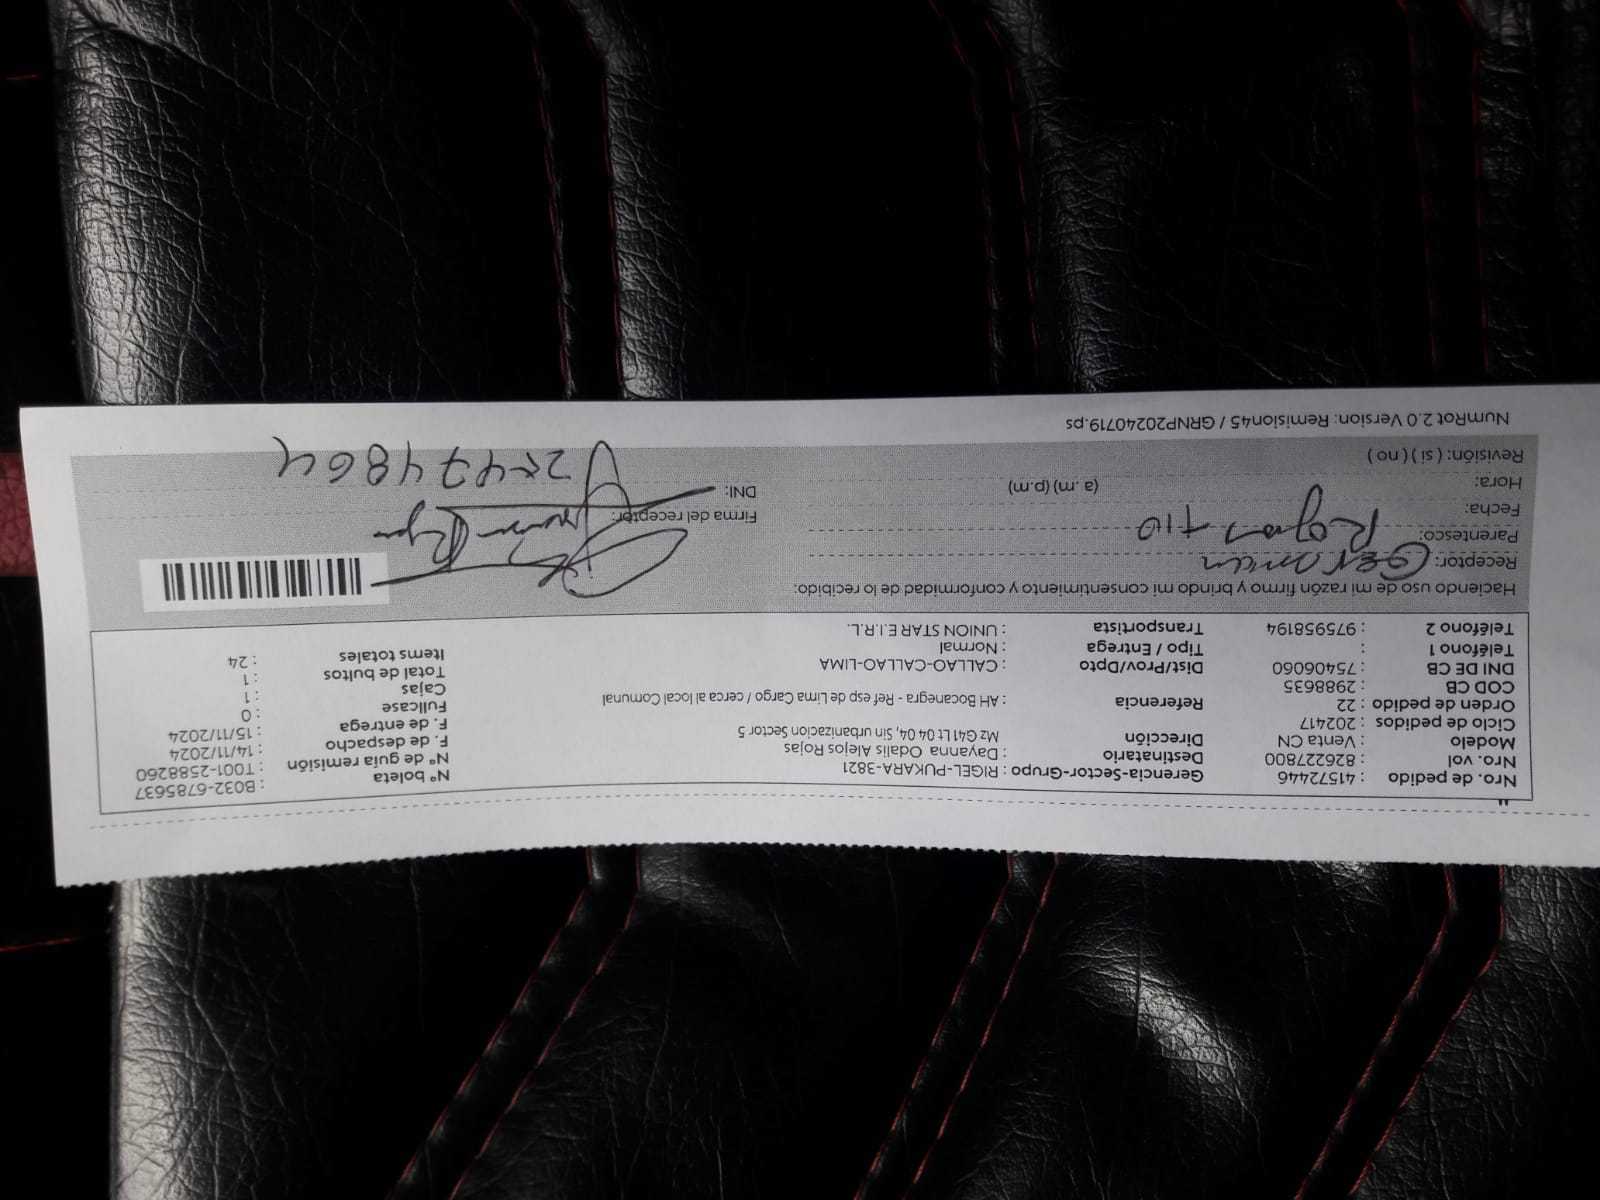 Nro. de pedido : 41572446 Gerencia-Sector-Grupo : RIGEL-PUKARA-3821 N° boleta : B032-6785637
Nro. vol : 826227800 Destinatario : Dayanna Odalis Alejos Rojas N° de guía remisión : T001-2588260
Modelo : Venta CN Dirección Mz G41 Lt 04 04, Sin urbanizacion Sector 5 F. de despacho 14/11/2024
Ciclo de pedidos : 202417 F. de entrega 15/11/2024
Orden de pedido : 22 Referencia : AH Bocanegra - Ref esp de Lima Cargo / cerca al local Comunal Fullcase : 0
COD CB : 2988635 Cajas : 1
DNI DE CB : 75406060 Dist/Prov/Dpto : CALLAO-CALLAO-LIMA Total de bultos : 1
Teléfono 1 : Tipo / Entrega : Normal Items totales : 24
Teléfono 2 : 975958194 Transportista : UNION STAR E.I.R.L.
Haciendo uso de mi razón firmo y brindo mi consentimiento y conformidad de lo recibido:
Receptor: German
Parentesco: Rojas tio
Fecha: Firma del receptor:
Hora: (a.m) (p.m) DNI: 25474864
Revisión: ( si ) ( no )
NumRot 2.0 Version: Remision45 / GRNP20240719.ps